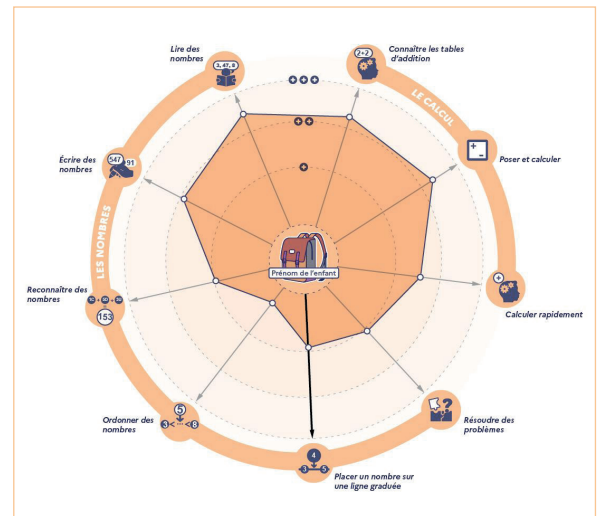 Lire des
nombres
3, 47, 8
Connaître les tables
d'addition
2+2
LE CALCUL
Poser et calculer
+
-
Calculer rapidement
+
Résoudre des
problèmes
?
Placer un nombre sur
une ligne graduée
4
3 5
Ordonner des
nombres
5
3< ... <8
Reconnaître des
nombres
153
Écrire des
nombres
547 91
LES NOMBRES
+++
++
+
Prénom de l'enfant